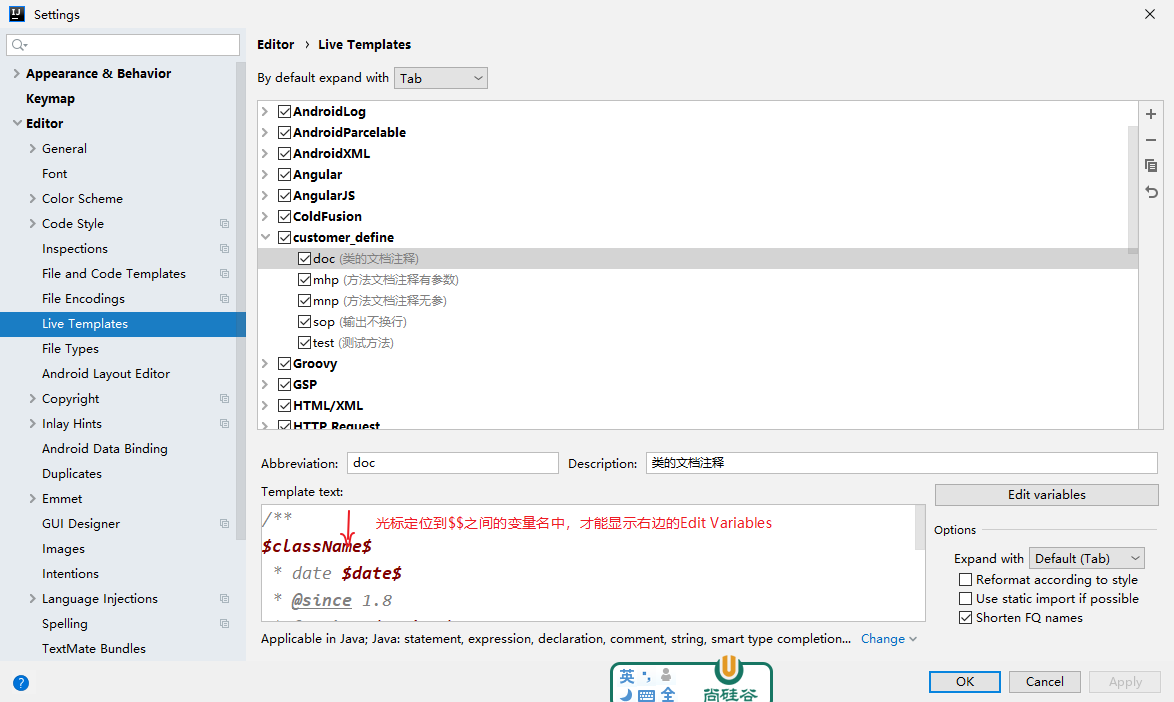 Settings
Appearance & Behavior
Keymap
Editor
General
Font
Color Scheme
Code Style
Inspections
File and Code Templates
File Encodings
Live Templates
File Types
Android Layout Editor
Copyright
Inlay Hints
Android Data Binding
Duplicates
Emmet
GUI Designer
Images
Intentions
Language Injections
Spelling
TextMate Bundles
Editor › Live Templates
By default expand with Tab
AndroidLog
AndroidParcelable
AndroidXML
Angular
AngularJS
ColdFusion
customer_define
doc (类的文档注释)
mhp (方法文档注释有参数)
mnp (方法文档注释无参)
sop (输出不换行)
test (测试方法)
Groovy
GSP
HTML/XML
HTTP Request
Abbreviation: doc Description: 类的文档注释
Template text:
/**
光标定位到$$之间的变量名中，才能显示右边的Edit Variables
$className$
* date $date$
* @since 1.8
Edit variables
Options
Expand with Default (Tab)
Reformat according to style
Use static import if possible
Shorten FQ names
Applicable in Java; Java: statement, expression, declaration, comment, string, smart type completion... Change
英
全
尚硅谷
OK Cancel Apply